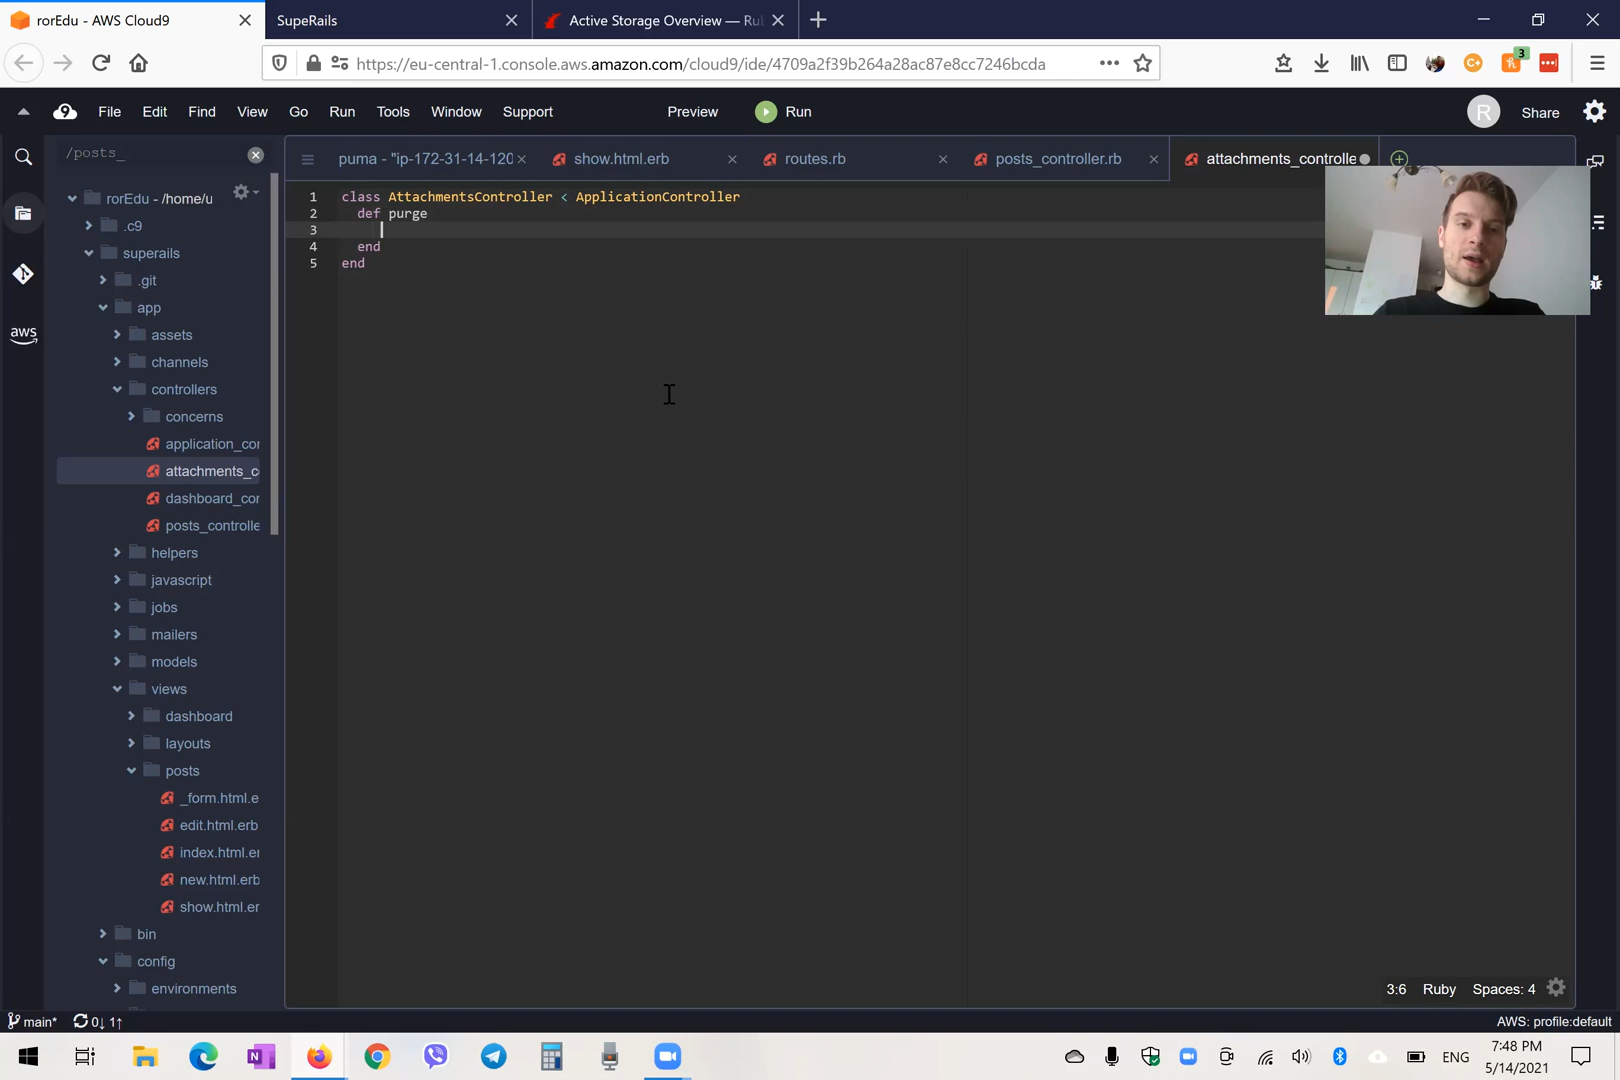 rorEdu - AWS Cloud9
SupeRails
Active Storage Overview — Ru
https://eu-central-1.console.aws.amazon.com/cloud9/ide/4709a2f39b264a28ac87e8cc7246bcda
3
9
File
Edit
Find
View
Go
Run
Tools
Window
Support
Preview
Run
R
Share
/posts_
puma - "ip-172-31-14-120
show.html.erb
routes.rb
posts_controller.rb
attachments_controlle
rorEdu - /home/u
.c9
superails
.git
app
assets
channels
controllers
concerns
application_con
attachments_c
dashboard_con
posts_controlle
helpers
javascript
jobs
mailers
models
views
dashboard
layouts
posts
_form.html.e
edit.html.erb
index.html.er
new.html.erb
show.html.er
bin
config
environments
aws
1 class AttachmentsController < ApplicationController
2 def purge
3
4 end
5 end
3:6
Ruby
Spaces: 4
main*
0↓ 1↑
AWS: profile:default
ENG
7:48 PM
5/14/2021